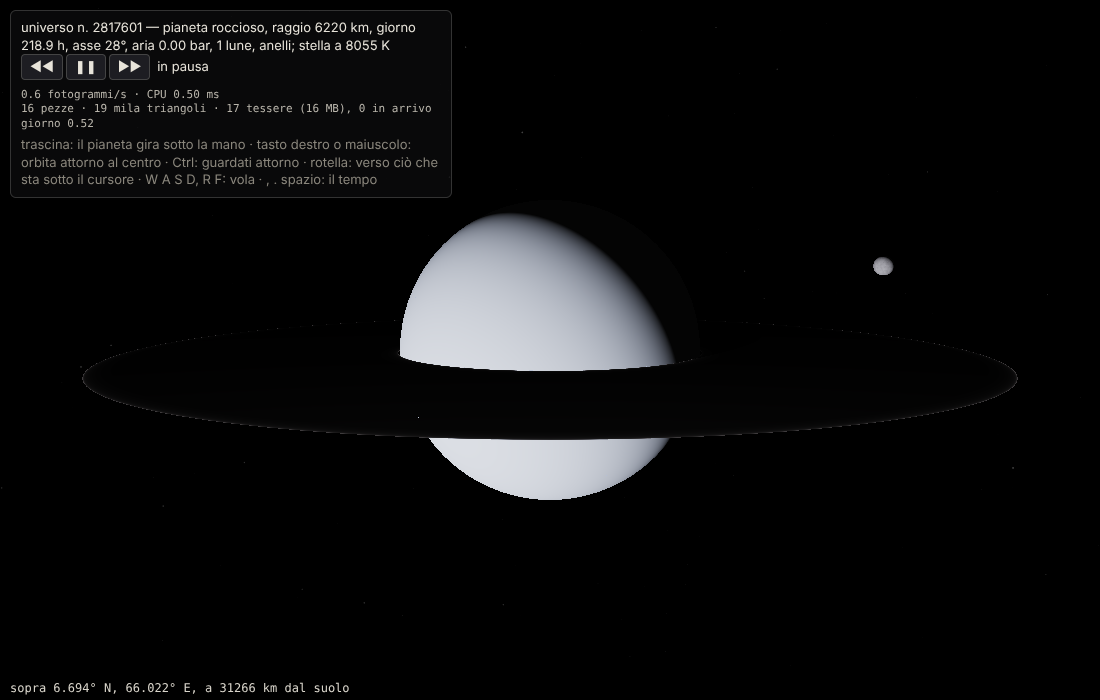 universo n. 2817601 — pianeta roccioso, raggio 6220 km, giorno
218.9 h, asse 28°, aria 0.00 bar, 1 lune, anelli; stella a 8055 K
in pausa
0.6 fotogrammi/s · CPU 0.50 ms
16 pezze · 19 mila triangoli · 17 tessere (16 MB), 0 in arrivo
giorno 0.52
trascina: il pianeta gira sotto la mano · tasto destro o maiuscolo:
orbita attorno al centro · Ctrl: guardati attorno · rotella: verso ciò che
sta sotto il cursore · W A S D, R F: vola · , . spazio: il tempo
sopra 6.694° N, 66.022° E, a 31266 km dal suolo